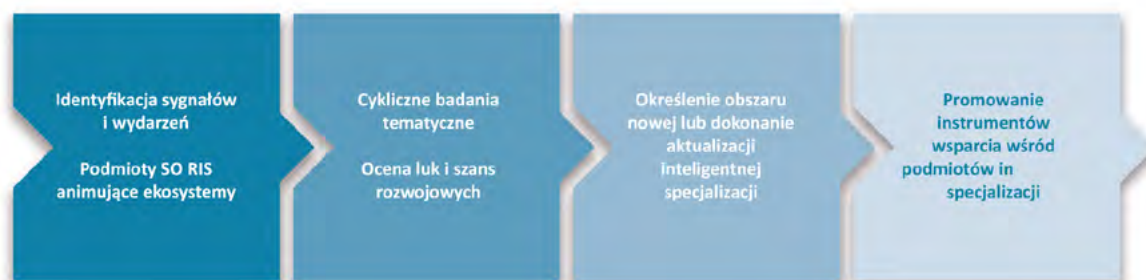 Identyfikacja sygnałów
i wydarzeń
Podmioty SO RIS
animujące ekosystemy
Cykliczne badania
tematyczne
Ocena luk i szans
rozwojowych
Określenie obszaru
nowej lub dokonanie
aktualizacji
inteligentnej
specjalizacji
Promowanie
instrumentów
wsparcia wśród
podmiotów in
specjalizacji